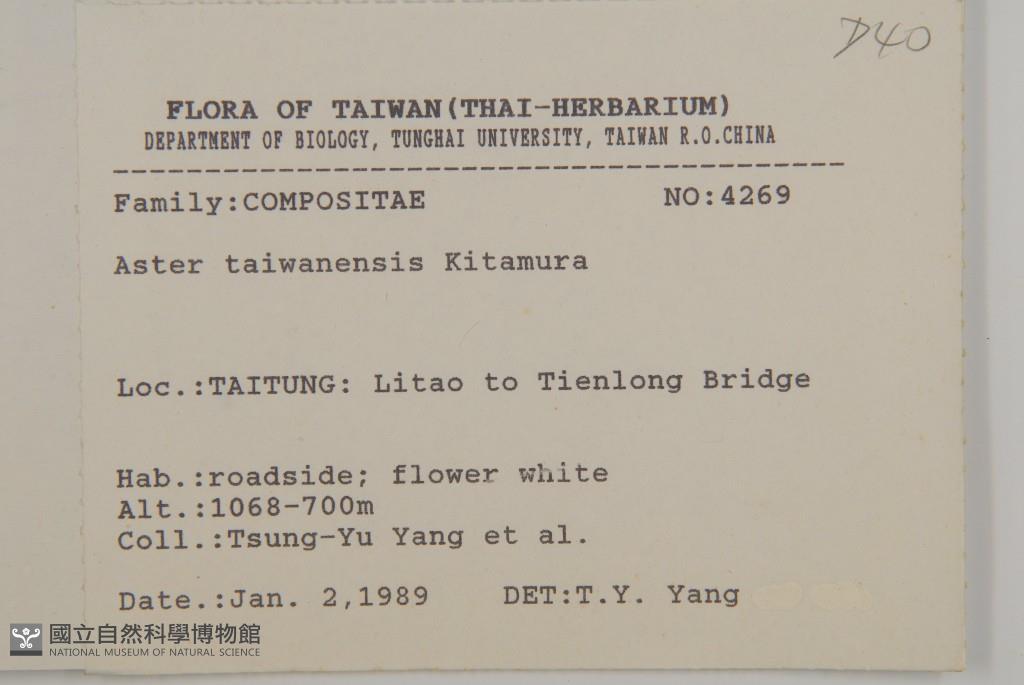 D40
FLORA OF TAIWAN(THAI-HERBARIUM)
DEPARTMENT OF BIOLOGY, TUNGHAI UNIVERSITY, TAIWAN R.O.CHINA
----------------------------------------
Family:COMPOSITAE NO:4269
Aster taiwanensis Kitamura
Loc.:TAITUNG: Litao to Tienlong Bridge
Hab.:roadside; flower white
Alt.:1068-700m
Coll.:Tsung-Yu Yang et al.
Date.:Jan. 2,1989 DET:T.Y. Yang
國立自然科學博物館
NATIONAL MUSEUM OF NATURAL SCIENCE